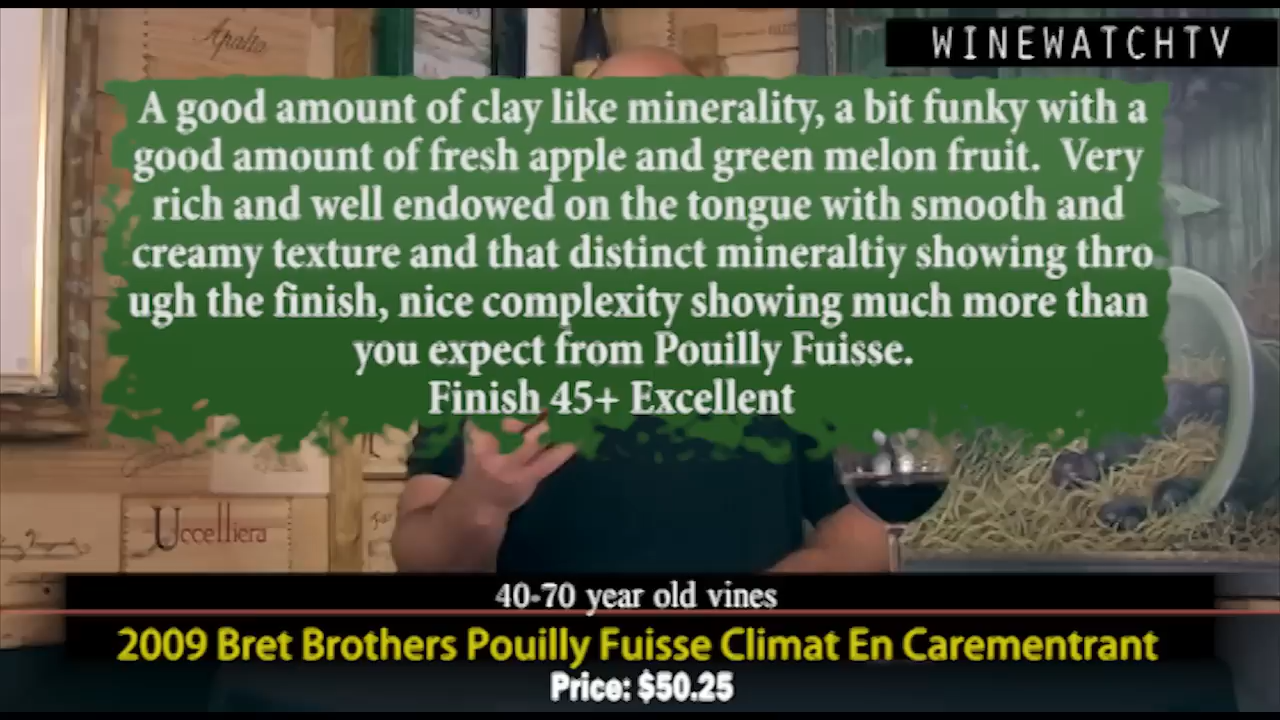 Apalta
WINEWATCHTV
A good amount of clay like minerality, a bit funky with a
good amount of fresh apple and green melon fruit.  Very
rich and well endowed on the tongue with smooth and
creamy texture and that distinct mineraltiy showing thro
ugh the finish, nice complexity showing much more than
you expect from Pouilly Fuisse.
Finish 45+ Excellent
Uccelliera
40-70 year old vines
2009 Bret Brothers Pouilly Fuisse Climat En Carementrant
Price: $50.25